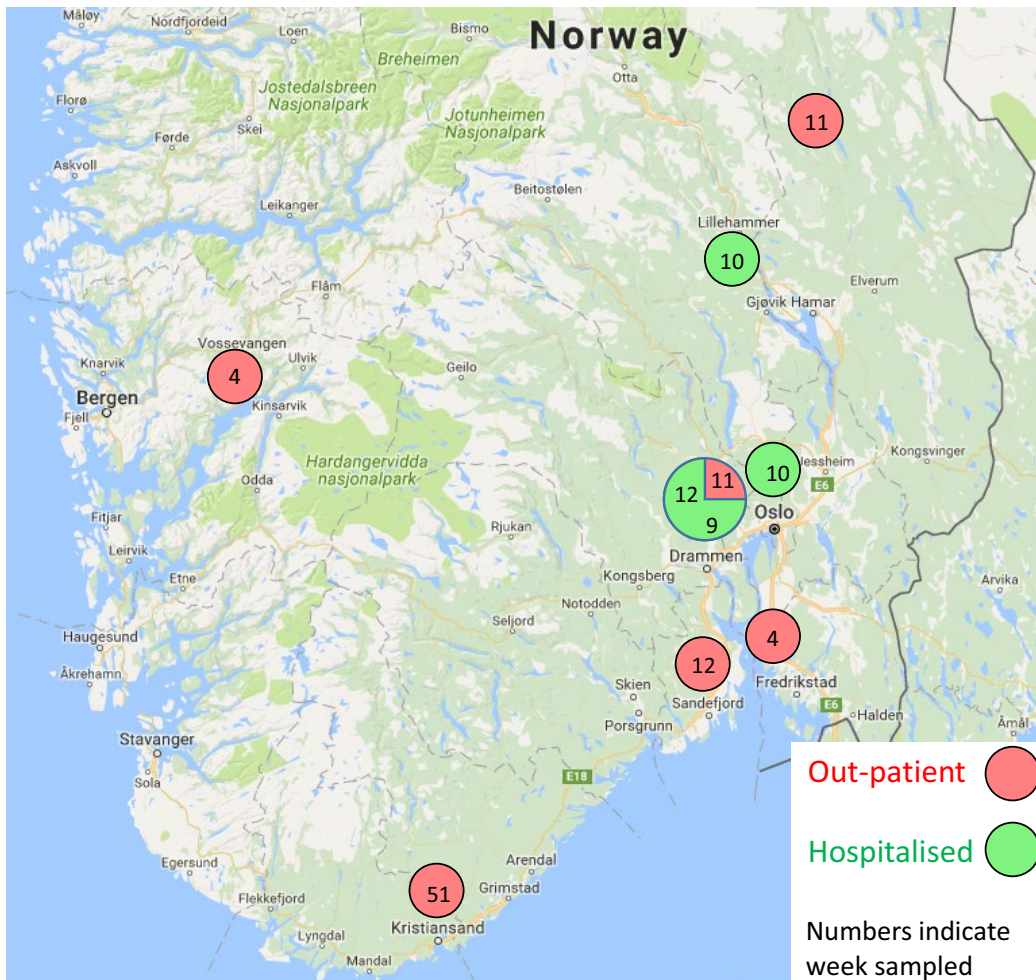 Måløy
Nordfjordeid
Loen
Bismo
Norway
Breheimen
Otta
Jostedalsbreen
Nasjonalpark
Jotunheimen
Nasjonalpark
Florø
Skei
11
Førde
Askvoll
Beitostølen
Leikanger
Lillehammer
10
Elverum
Flåm
Gjøvik
Hamar
Vossevangen
Ulvik
Knarvik
4
Geilo
Bergen
Kinsarvik
Fjell
Hardangervidda
nasjonalpark
Kongsvinger
10
Jessheim
Odda
12
11
E6
9
Oslo
Fitjar
Rjukan
Leirvik
Drammen
Etne
Kongsberg
Arvika
Notodden
Seljord
Haugesund
4
12
Åkrehamn
Skien
Fredrikstad
Sandefjord
E6
Porsgrunn
Halden
Åmål
Stavanger
Sola
E18
Out-patient
Hospitalised
Egersund
Arendal
51
Grimstad
Flekkefjord
Kristiansand
Lyngdal
Mandal
Numbers indicate
week sampled